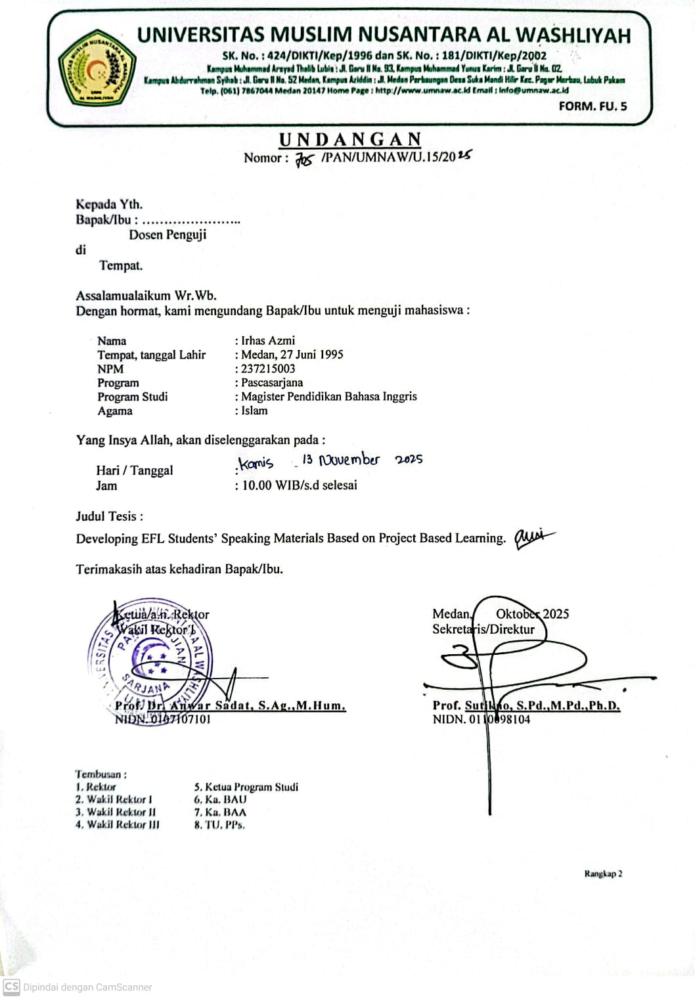 UNIVERSITAS MUSLIM NUSANTARA AL WASHLIYAH
SK. No. : 424/DIKTI/Kep/1996 dan SK. No. : 181/DIKTI/Kep/2002
Kampus Muhammad Arsyad Thalib Lubis : Jl. Garu II No. 93, Kampus Muhammad Yunus Karim : Jl. Garu II No. 02,
Kampus Abdurrahman Syihab : Jl. Garu II No. 52 Medan, Kampus Aziddin : Jl. Medan Perbaungan Desa Suka Mandi Hilir Kec. Pagar Merbau, Lubuk Pakam
Telp. (061) 7867044 Medan 20147 Home Page : http://www.umnaw.ac.id Email : info@umnaw.ac.id
FORM. FU. 5
UNDANGAN
Nomor : 705 /PAN/UMNAW/U.15/2025
Kepada Yth.
Bapak/Ibu : ........................
Dosen Penguji
di
Tempat.
Assalamualaikum Wr.Wb.
Dengan hormat, kami mengundang Bapak/Ibu untuk menguji mahasiswa :
Nama : Irhas Azmi
Tempat, tanggal Lahir : Medan, 27 Juni 1995
NPM : 237215003
Program : Pascasarjana
Program Studi : Magister Pendidikan Bahasa Inggris
Agama : Islam
Yang Insya Allah, akan diselenggarakan pada :
Hari / Tanggal : Kamis - 13 November 2025
Jam : 10.00 WIB/s.d selesai
Judul Tesis :
Developing EFL Students' Speaking Materials Based on Project Based Learning.
Terimakasih atas kehadiran Bapak/Ibu.
Ketua/a.n. Rektor
Wakil Rektor I
Medan, Oktober 2025
Sekretaris/Direktur
Prof. Dr. Anwar Sadat, S.Ag.,M.Hum.
NIDN. 0107107101
Prof. Sutikno, S.Pd.,M.Pd.,Ph.D.
NIDN. 0110098104
Tembusan :
1. Rektor
2. Wakil Rektor I
3. Wakil Rektor II
4. Wakil Rektor III
5. Ketua Program Studi
6. Ka. BAU
7. Ka. BAA
8. TU. PPs.
Rangkap 2
CS Dipindai dengan CamScanner